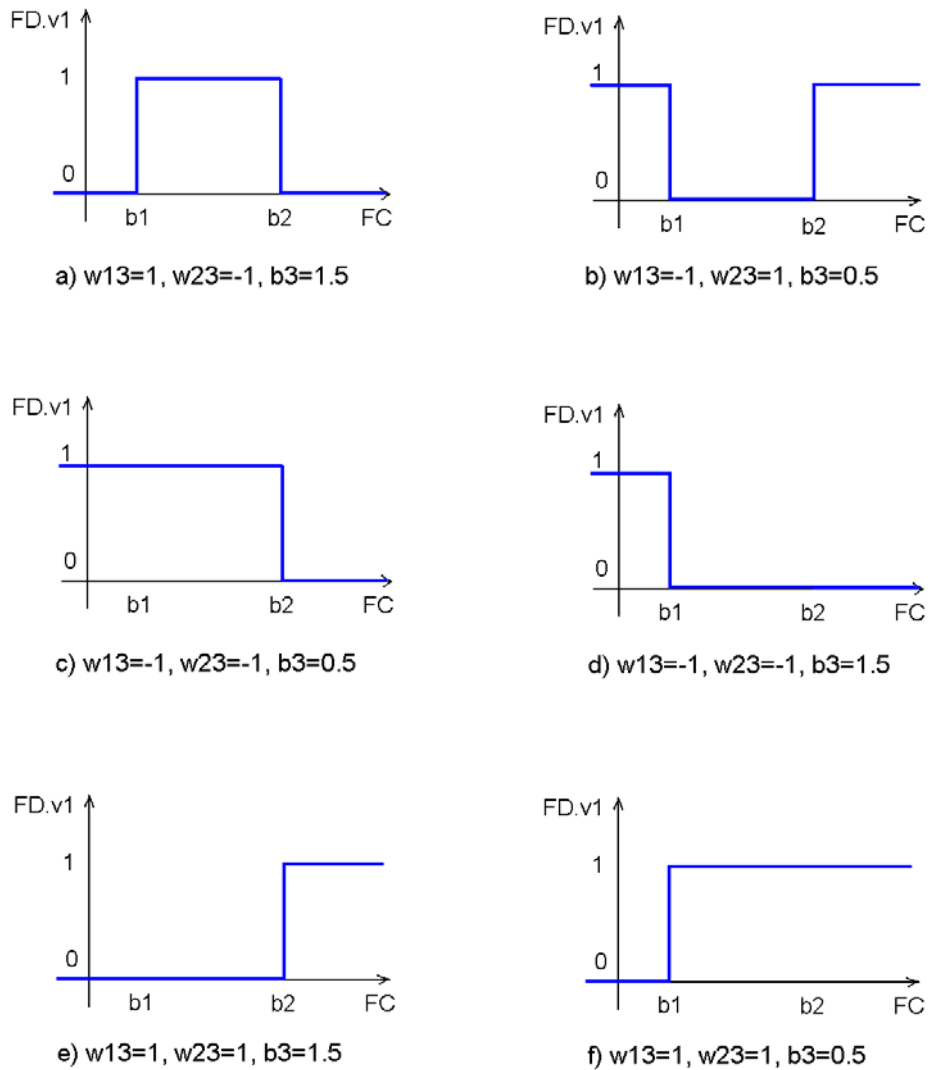 FD.v1
1
0
b1 b2 FC
a) w13=1, w23=-1, b3=1.5
FD.v1
1
0
b1 b2 FC
b) w13=-1, w23=1, b3=0.5
FD.v1
1
0
b1 b2 FC
c) w13=-1, w23=-1, b3=0.5
FD.v1
1
0
b1 b2 FC
d) w13=-1, w23=-1, b3=1.5
FD.v1
1
0
b1 b2 FC
e) w13=1, w23=1, b3=1.5
FD.v1
1
0
b1 b2 FC
f) w13=1, w23=1, b3=0.5